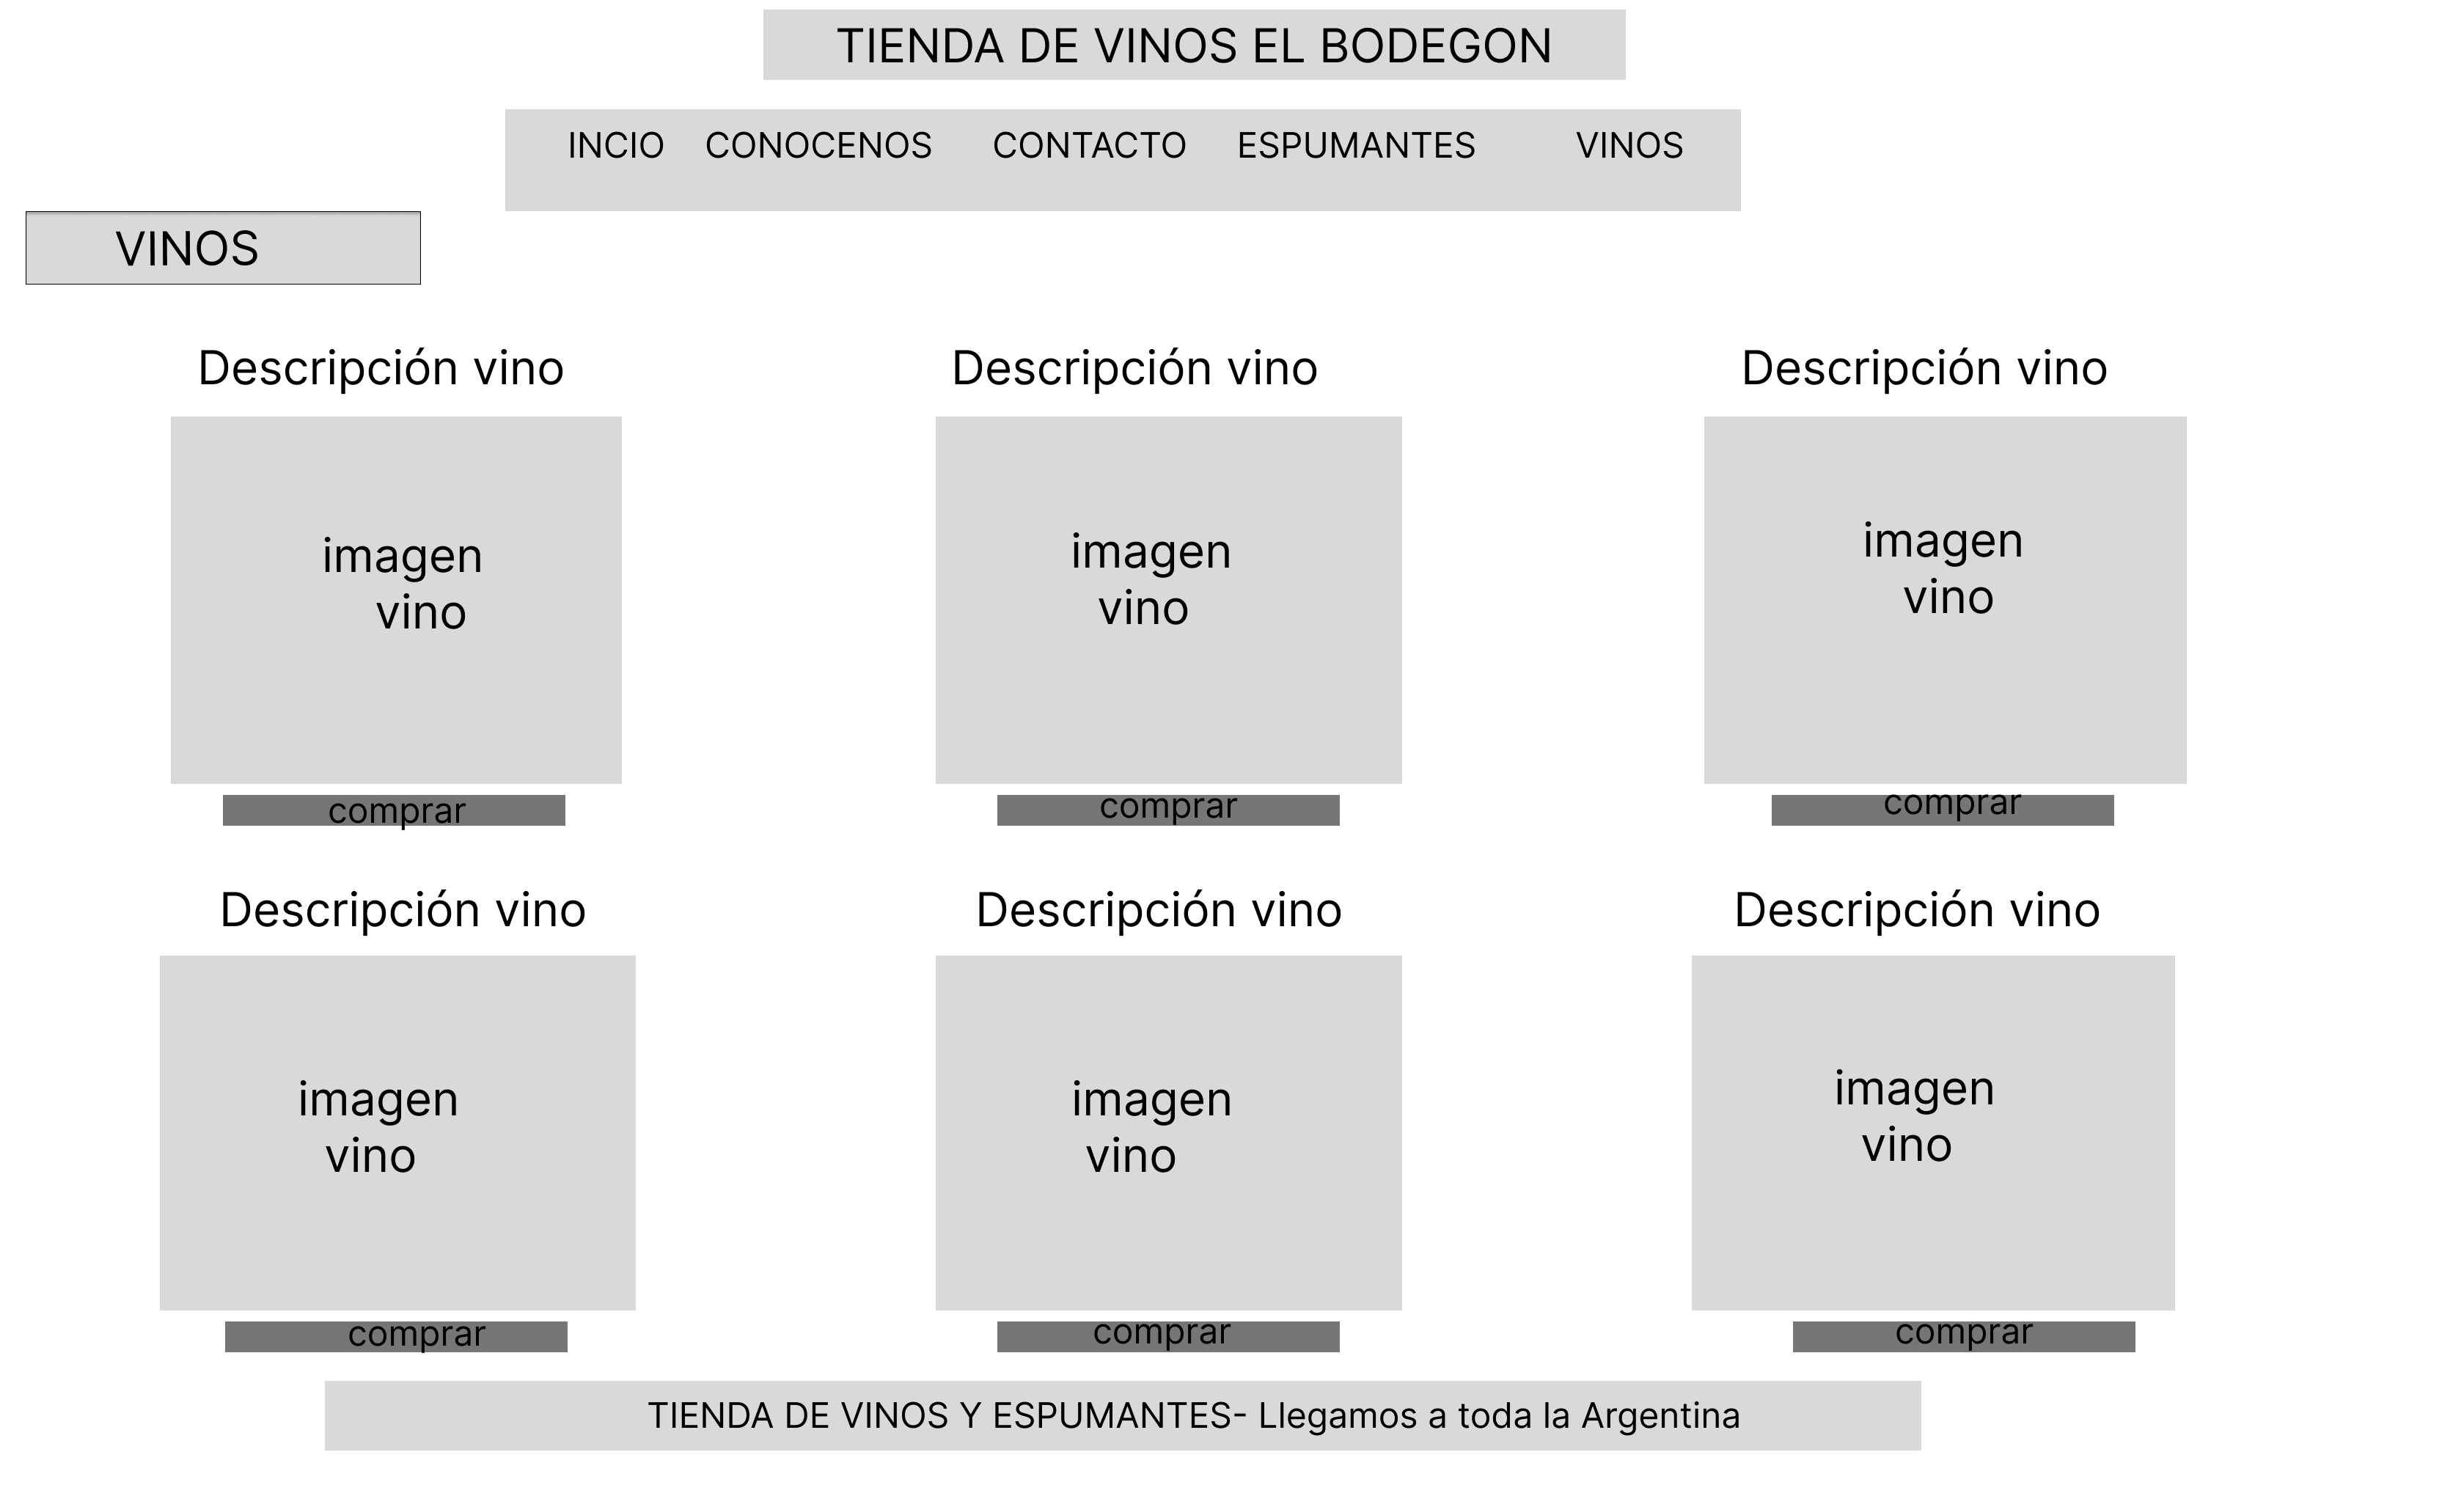 TIENDA DE VINOS EL BODEGON
INCIO CONOCENOS CONTACTO ESPUMANTES VINOS
VINOS
Descripción vino Descripción vino Descripción vino
imagen imagen imagen
vino vino vino
comprar comprar comprar
Descripción vino Descripción vino Descripción vino
imagen imagen imagen
vino vino vino
comprar comprar comprar
TIENDA DE VINOS Y ESPUMANTES- Llegamos a toda la Argentina